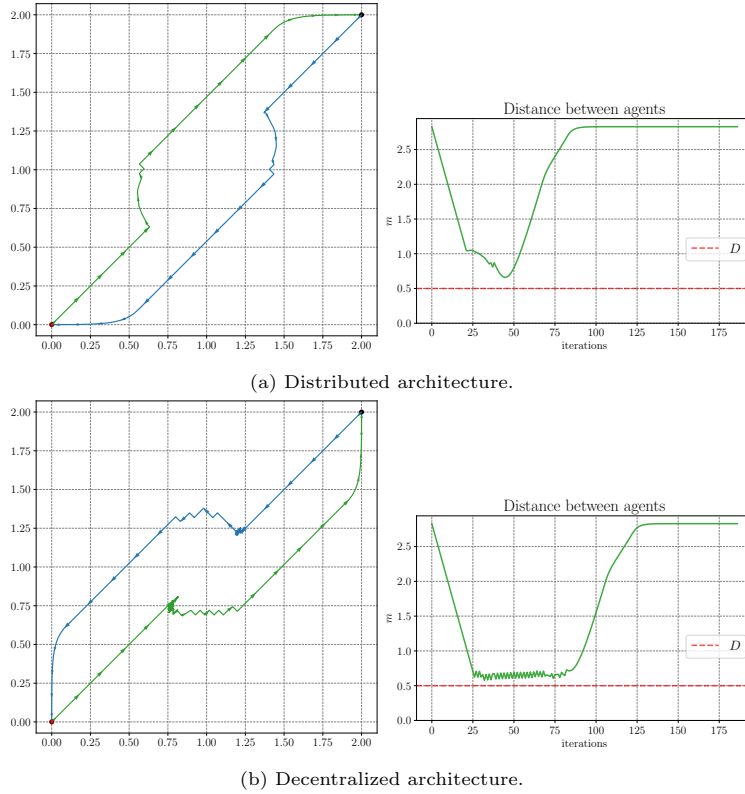 2.00
1.75
1.50
1.25
1.00
0.75
0.50
0.25
0.00
0.00 0.25 0.50 0.75 1.00 1.25 1.50 1.75 2.00
Distance between agents
2.5
2.0
1.5
1.0
0.5
0.0
m
D
0 25 50 75 100 125 150 175
iterations
(a) Distributed architecture.
2.00
1.75
1.50
1.25
1.00
0.75
0.50
0.25
0.00
0.00 0.25 0.50 0.75 1.00 1.25 1.50 1.75 2.00
Distance between agents
2.5
2.0
1.5
1.0
0.5
0.0
m
D
0 25 50 75 100 125 150 175
iterations
(b) Decentralized architecture.